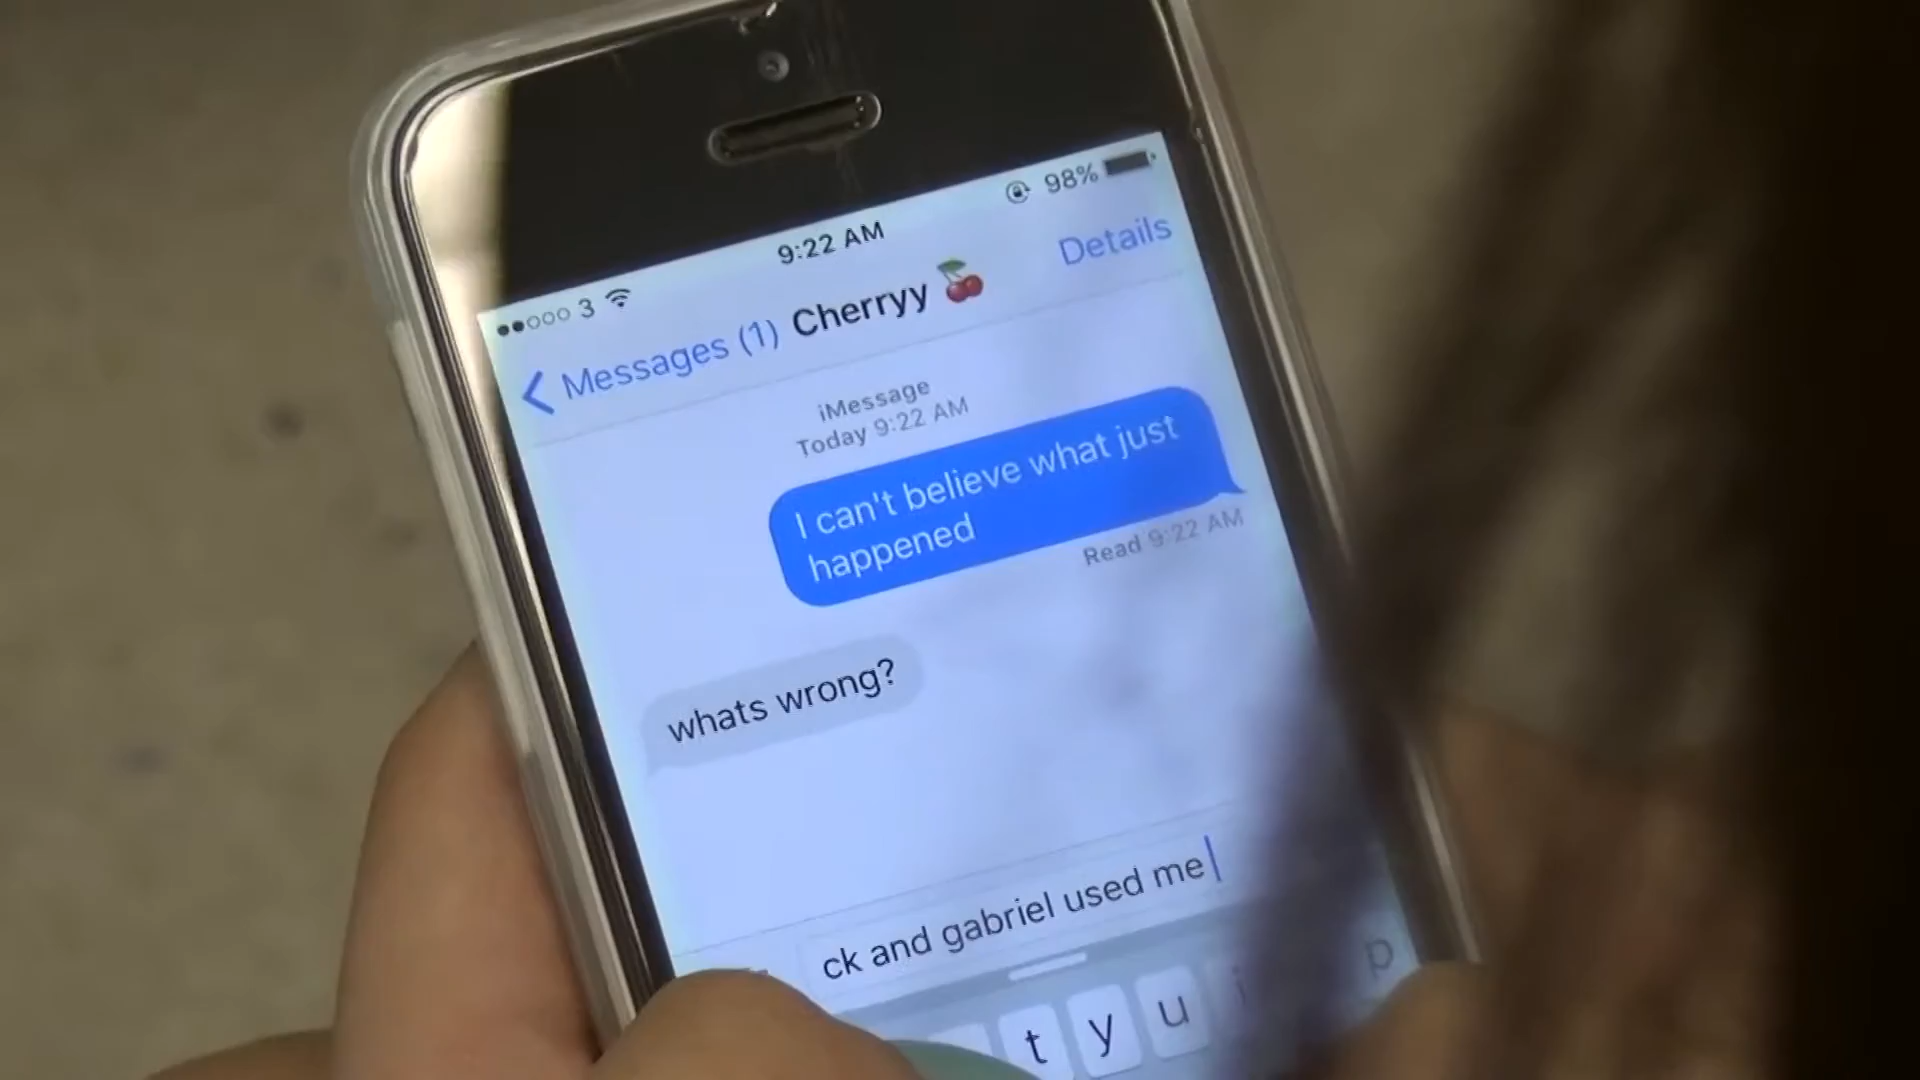 9:22 AM
98%
3
Messages (1)
Cherryy 🍒
Details
iMessage
Today 9:22 AM
I can't believe what just
happened
Read 9:22 AM
whats wrong?
ck and gabriel used me
t y u i p